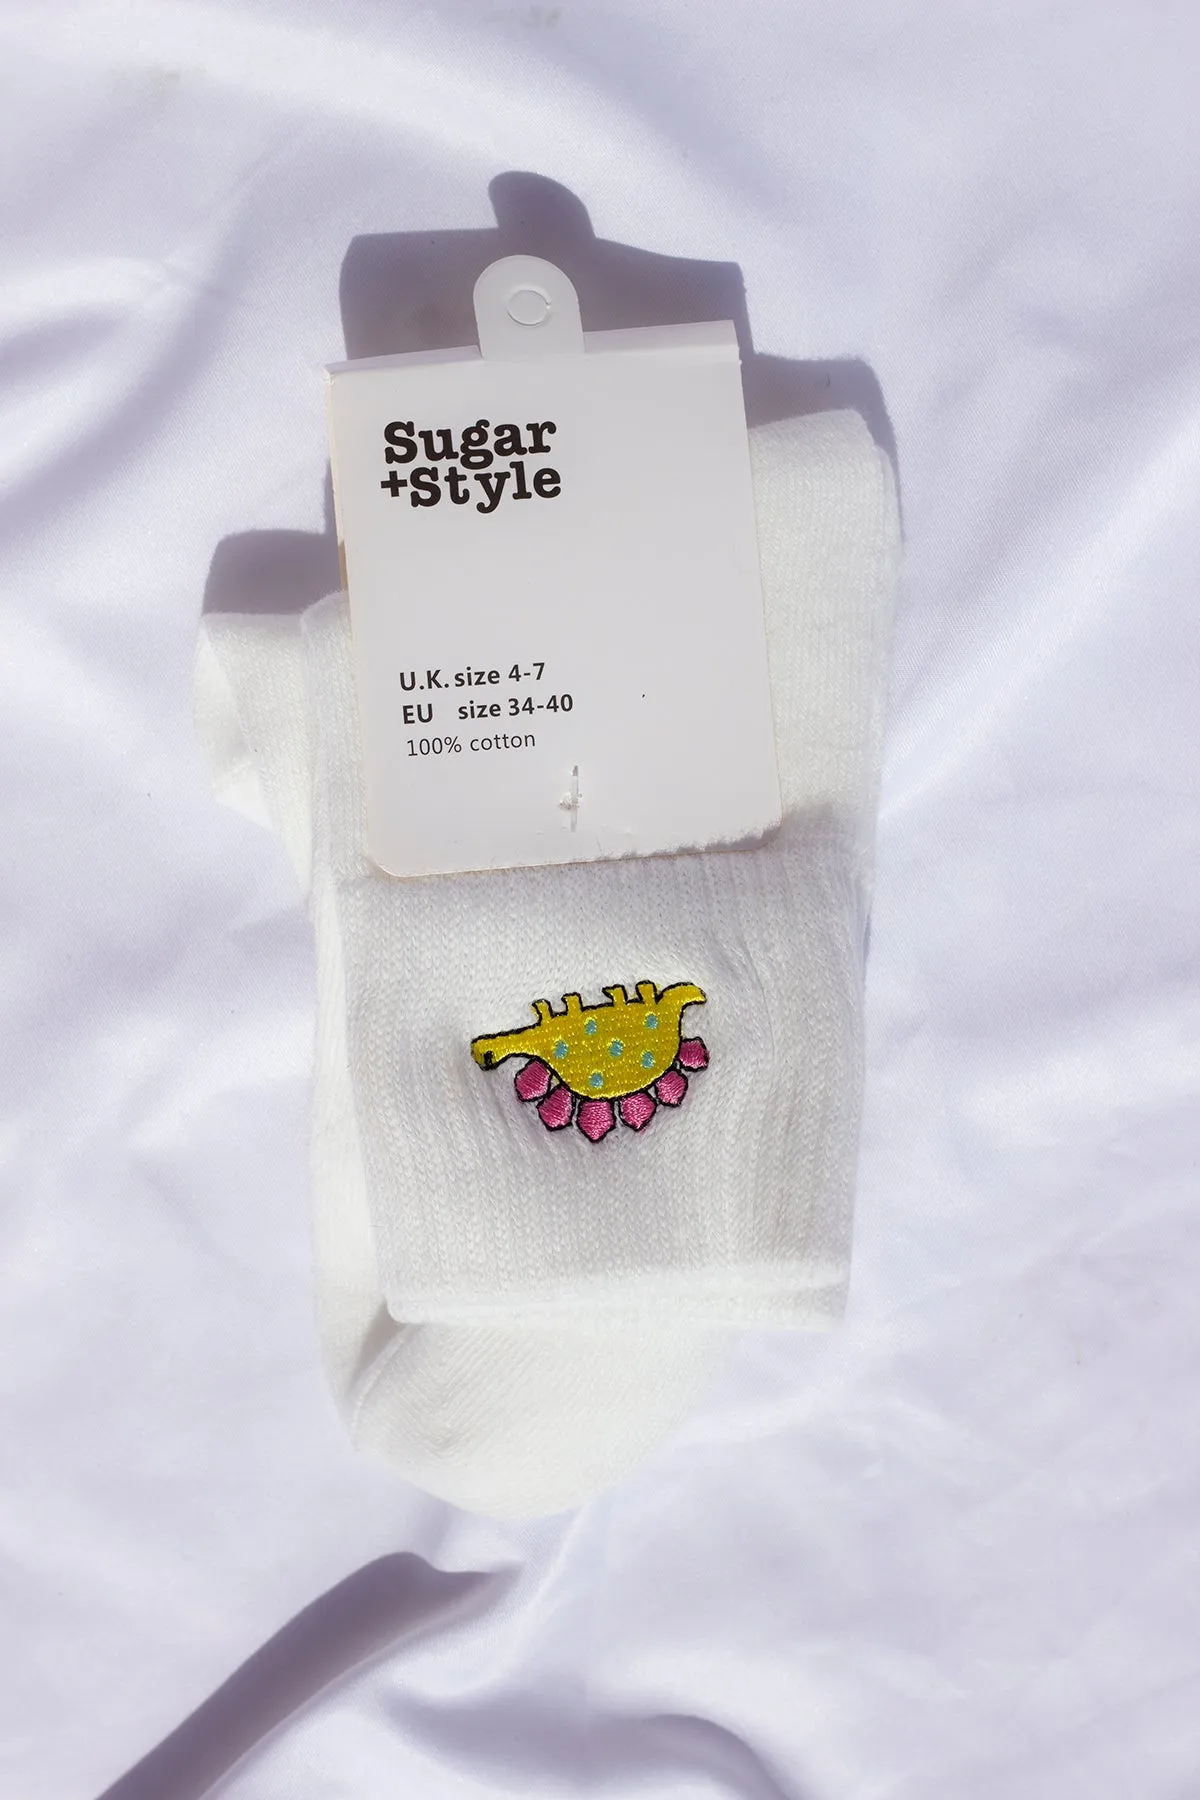 Sugar
+Style
U.K. size 4-7
EU size 34-40
100% cotton